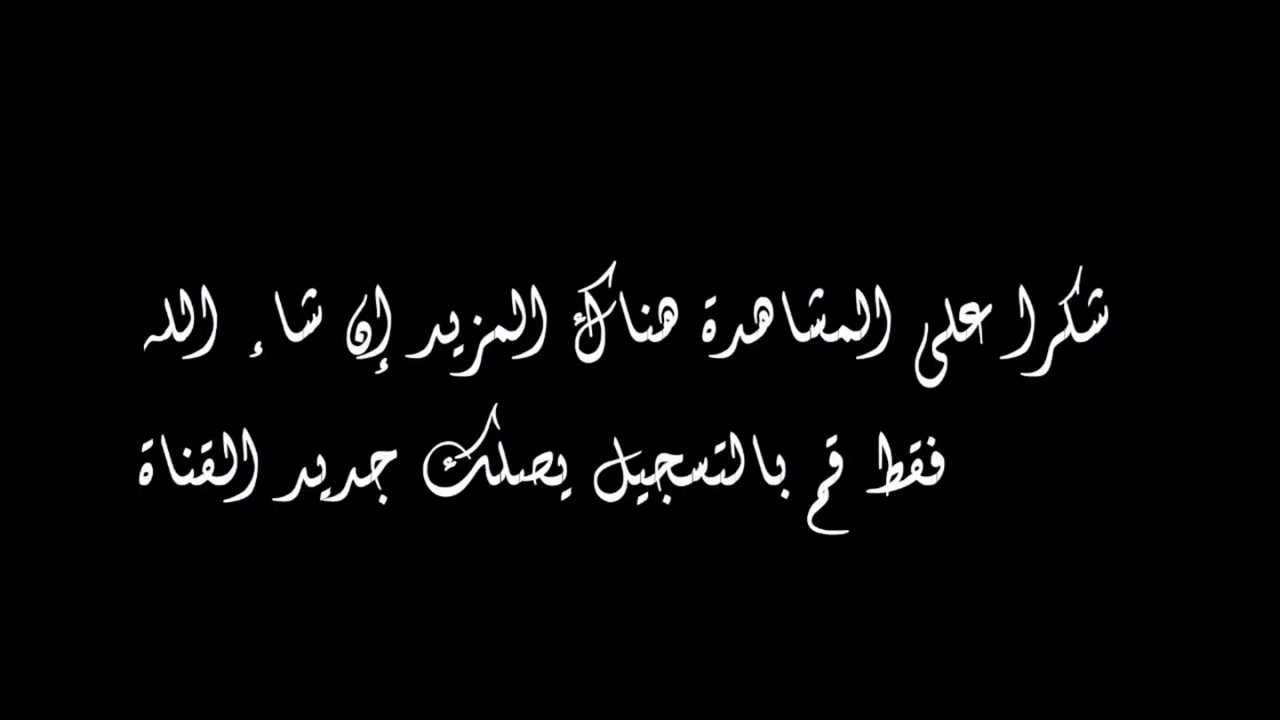 شكرا على المشاهدة هناك المزيد إن شاء الله
فقط قم بالتسجيل يصلك جديد القناة